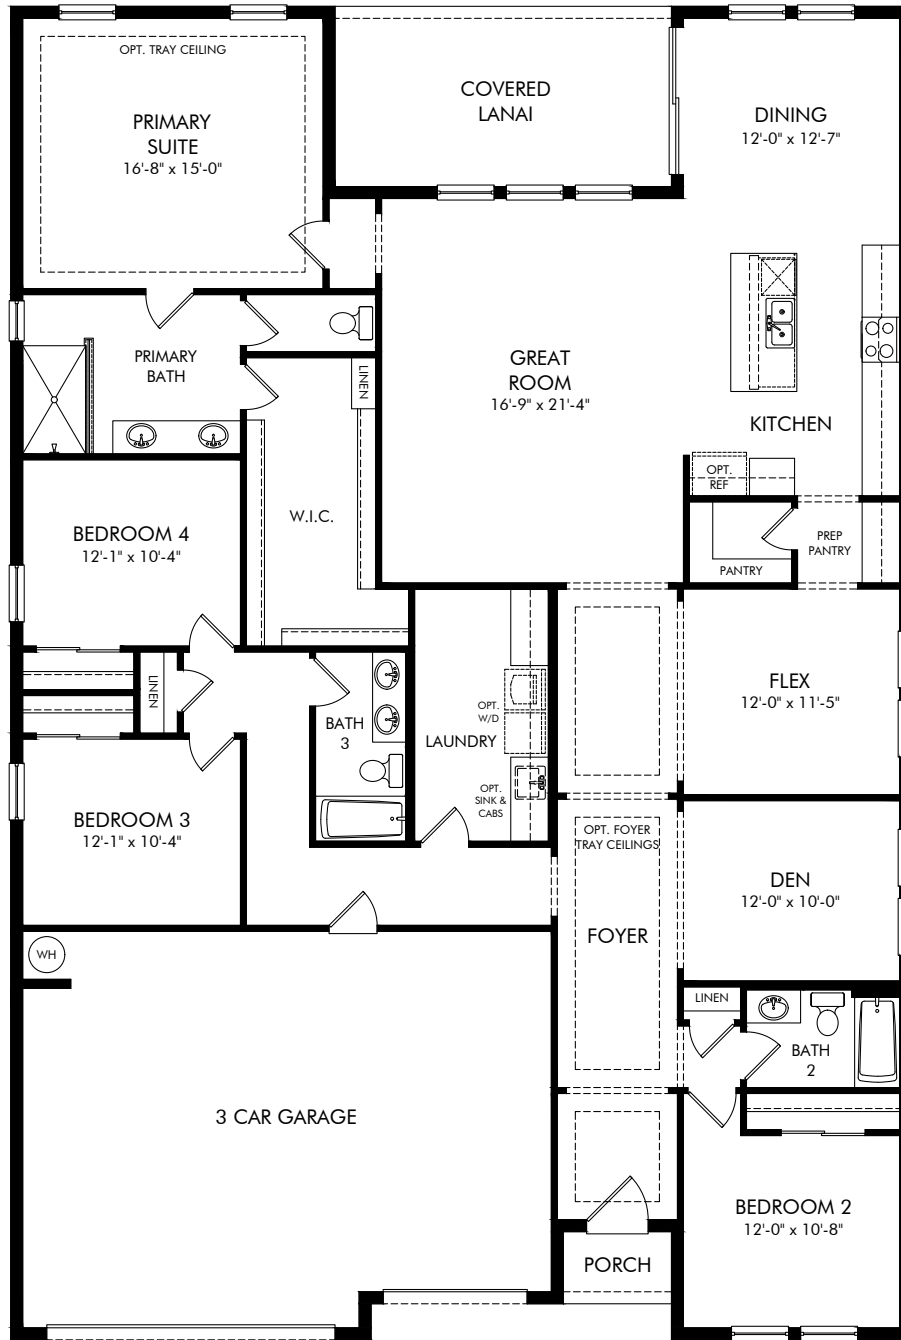 OPT. TRAY CEILING
PRIMARY
SUITE
16'-8" x 15'-0"
COVERED
LANAI
DINING
12'-0" x 12'-7"
PRIMARY
BATH
LINEN
GREAT
ROOM
16'-9" x 21'-4"
KITCHEN
OPT.
REF
BEDROOM 4
12'-1" x 10'-4"
W.I.C.
PANTRY
PREP
PANTRY
LINEN
BATH
3
OPT.
W/D
LAUNDRY
OPT.
SINK &
CABS
FLEX
12'-0" x 11'-5"
BEDROOM 3
12'-1" x 10'-4"
OPT. FOYER
TRAY CEILINGS
DEN
12'-0" x 10'-0"
FOYER
WH
LINEN
BATH
2
3 CAR GARAGE
BEDROOM 2
12'-0" x 10'-8"
PORCH